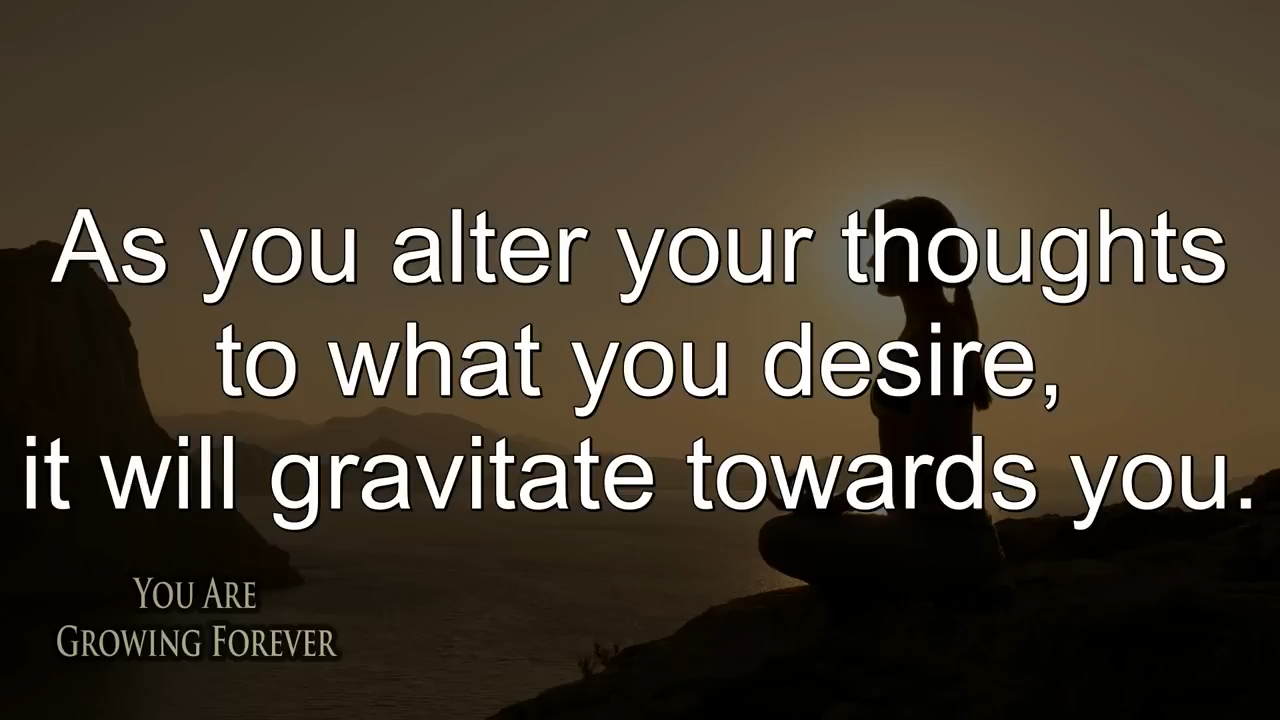 As you alter your thoughts
to what you desire,
it will gravitate towards you.
You Are
Growing Forever